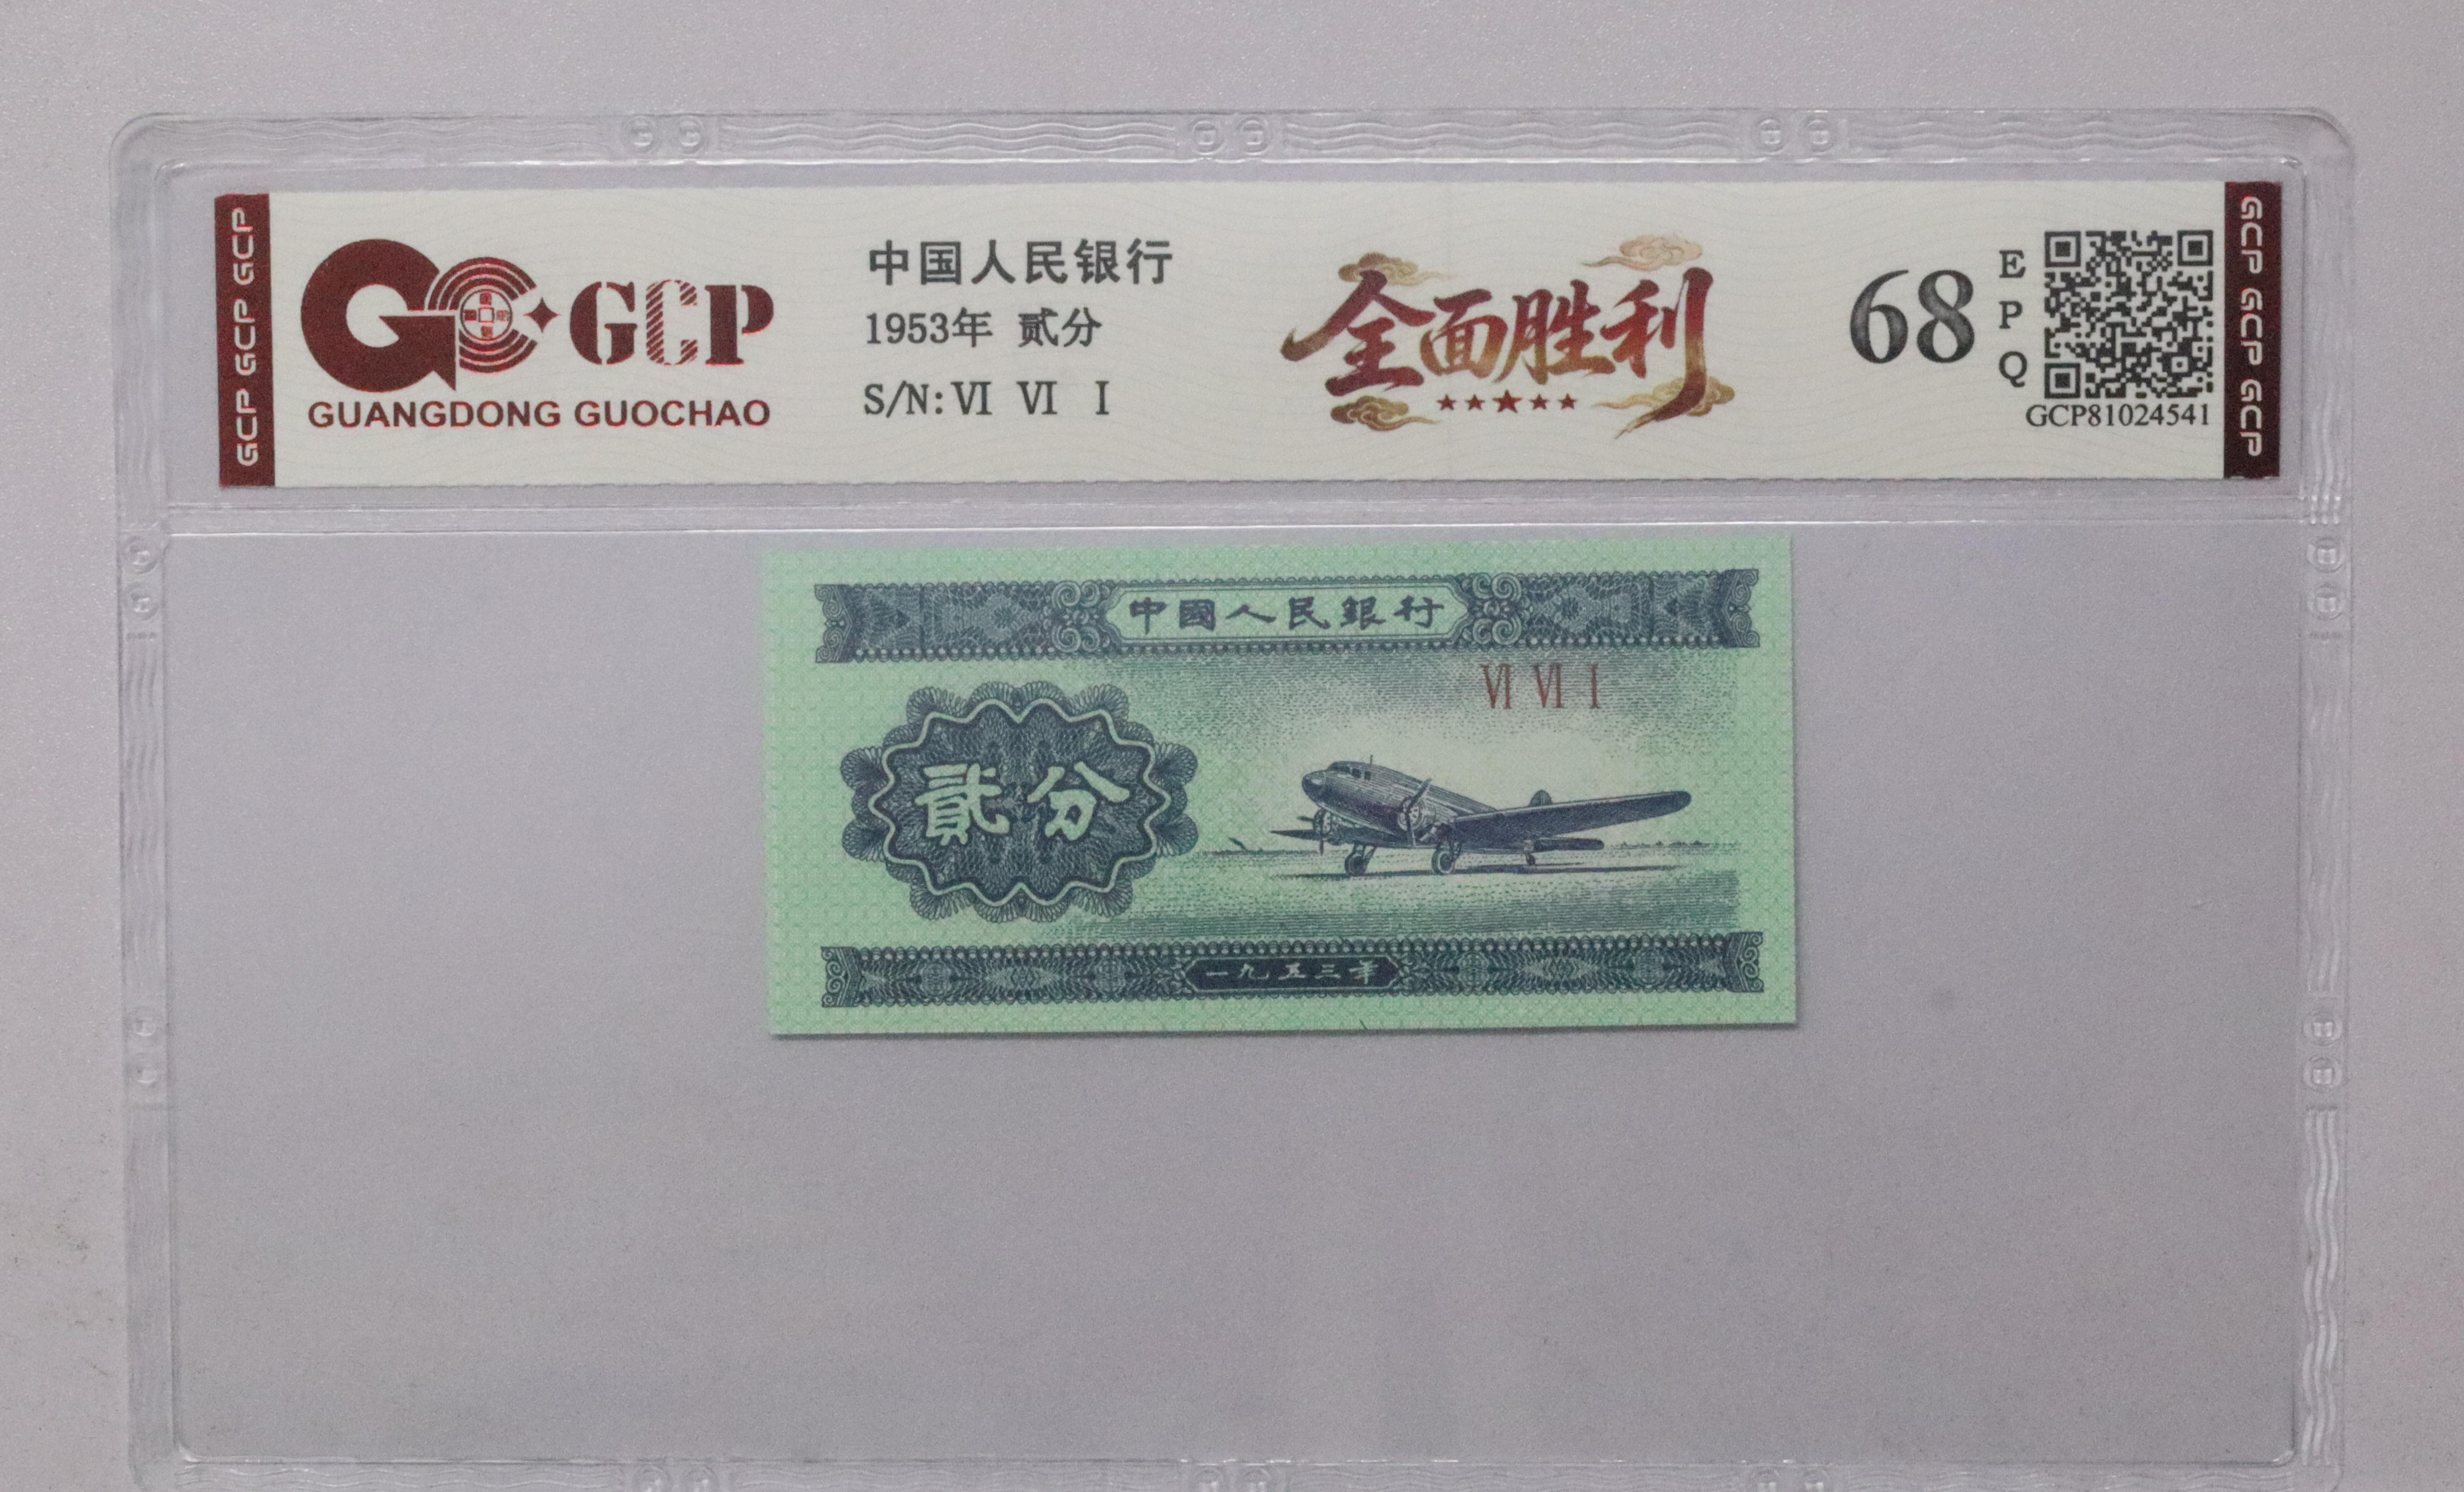 GCP GCP GCP
GCP
GUANGDONG GUOCHAO
中国人民银行
1953年 贰分
S/N: VI VI I
全面胜利
68
EPQ
GCP81024541
GCP GCP GCP
中國人民銀行
VI VI I
貳分
一九五三年